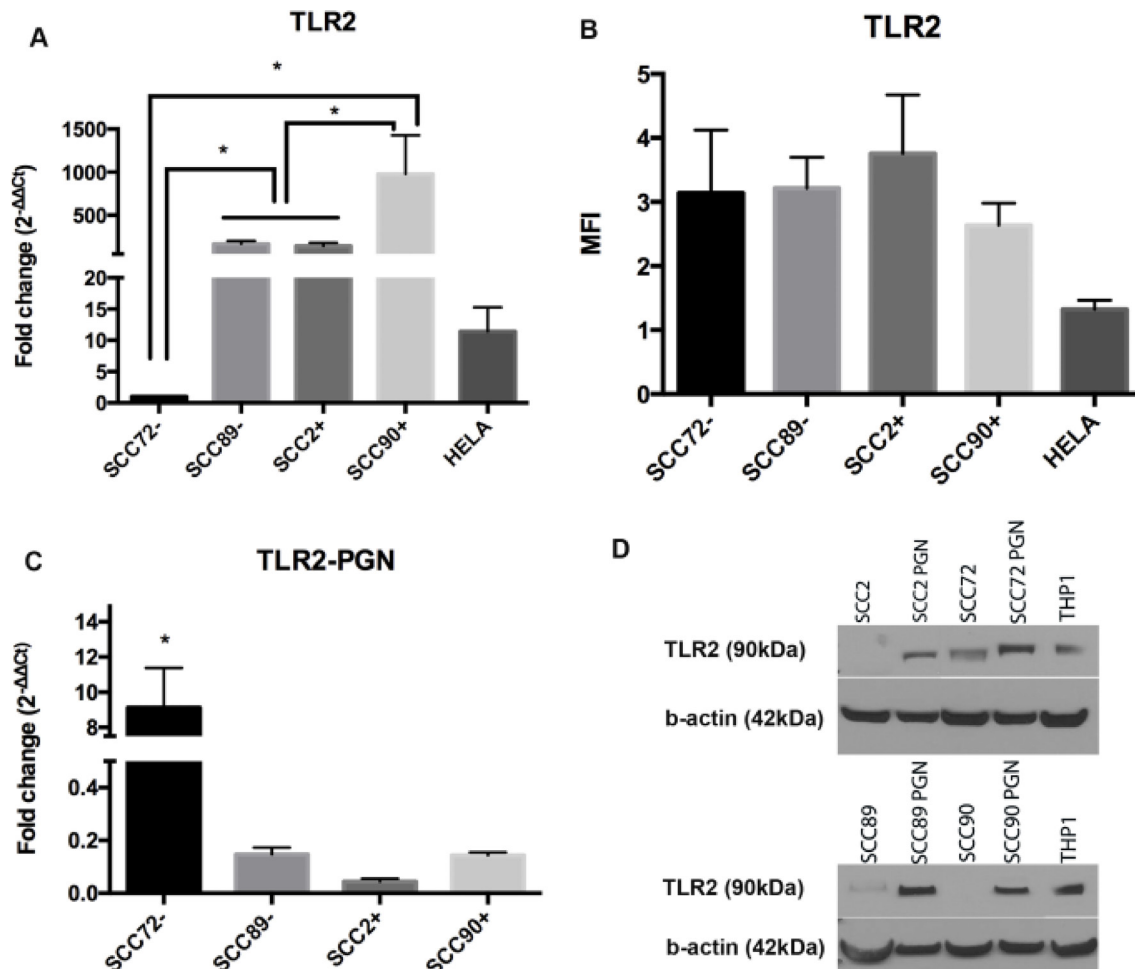 A
TLR2
*
*
*
Fold change (2-ΔΔCt)
1500
1000
500
20
15
10
5
0
SCC72-
SCC89-
SCC2+
SCC90+
HELA
B
TLR2
MFI
5
4
3
2
1
0
SCC72-
SCC89-
SCC2+
SCC90+
HELA
C
TLR2-PGN
*
Fold change (2-ΔΔCt)
14
12
10
8
0.4
0.2
0.0
SCC72-
SCC89-
SCC2+
SCC90+
D
SCC2
SCC2 PGN
SCC72
SCC72 PGN
THP1
TLR2 (90kDa)
b-actin (42kDa)
SCC89
SCC89 PGN
SCC90
SCC90 PGN
THP1
TLR2 (90kDa)
b-actin (42kDa)